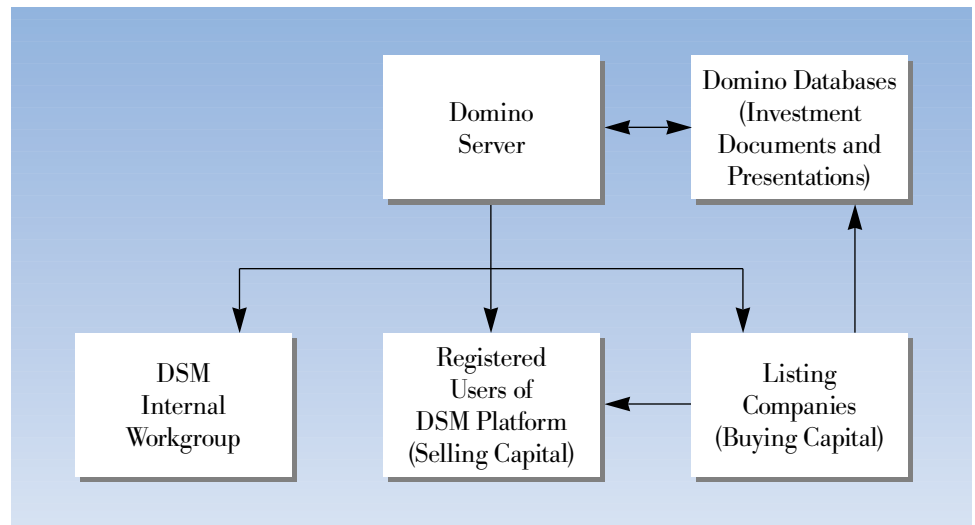 Domino
Server
Domino Databases
(Investment
Documents and
Presentations)
DSM
Internal
Workgroup
Registered
Users of
DSM Platform
(Selling Capital)
Listing
Companies
(Buying Capital)